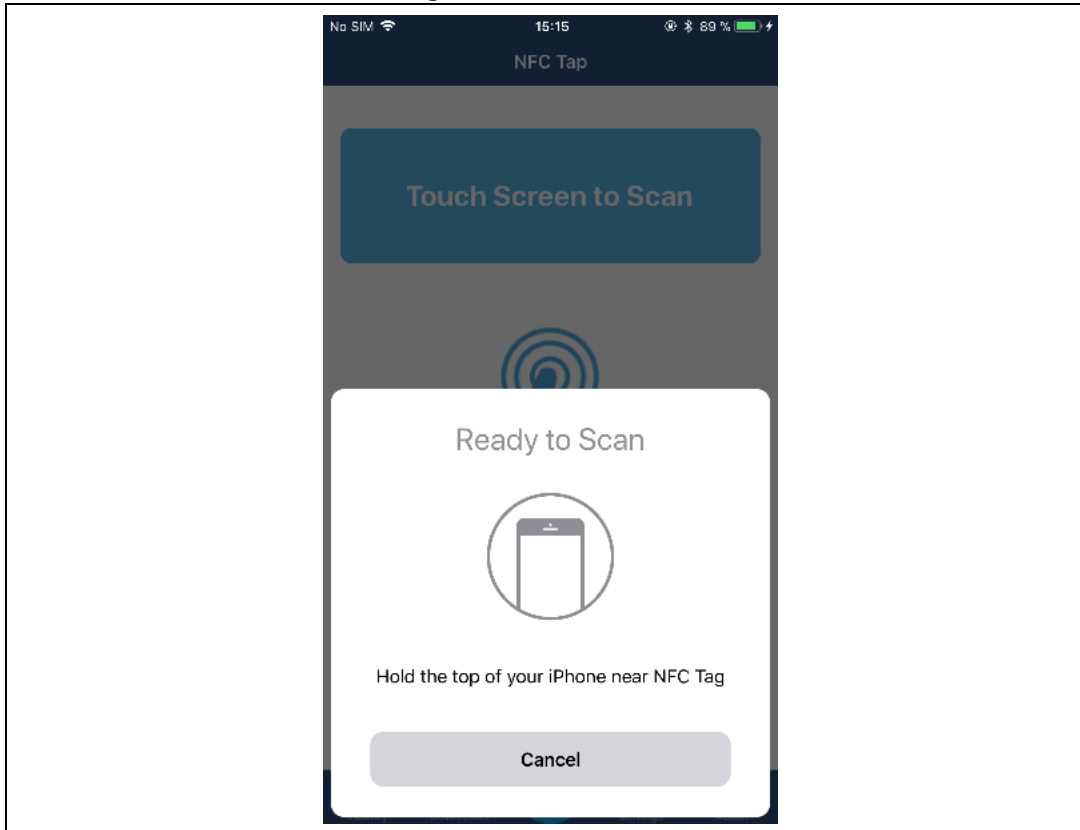 No SIM 15:15 89 %
NFC Tap
Touch Screen to Scan
Ready to Scan
Hold the top of your iPhone near NFC Tag
Cancel